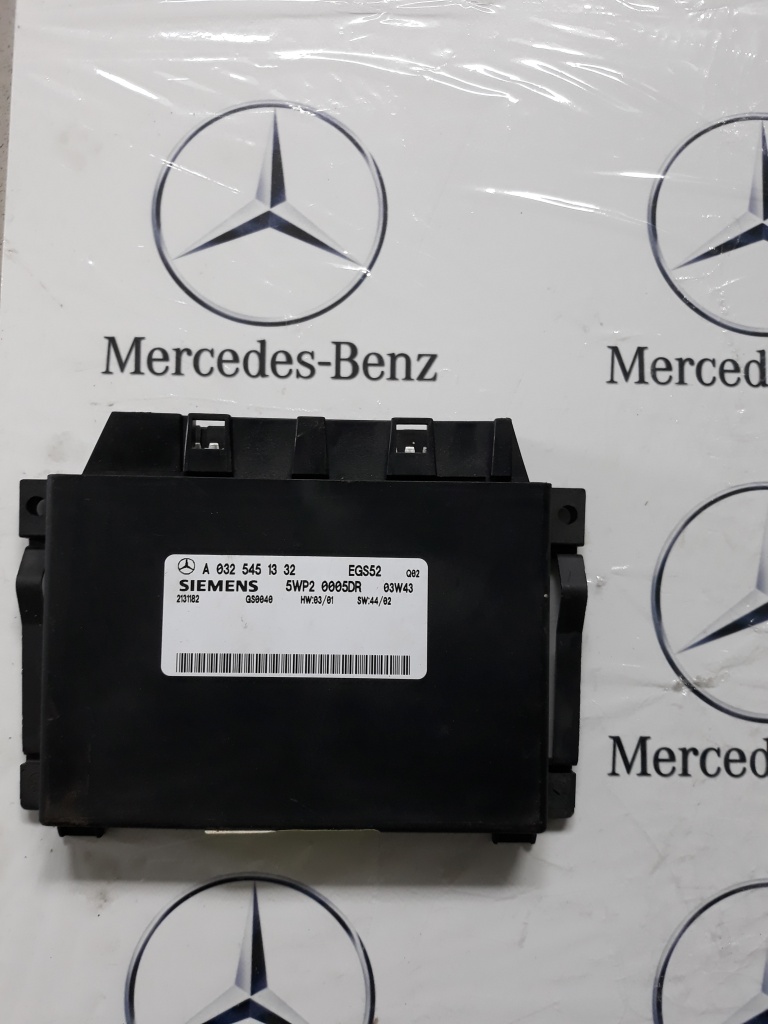 Mercedes-Benz
Merced
A 032 545 13 32 EGS52 Q02
SIEMENS 5WP2 0005DR 03W43
2131182 GS0040 HW:03/01 SW:44/02
Merced